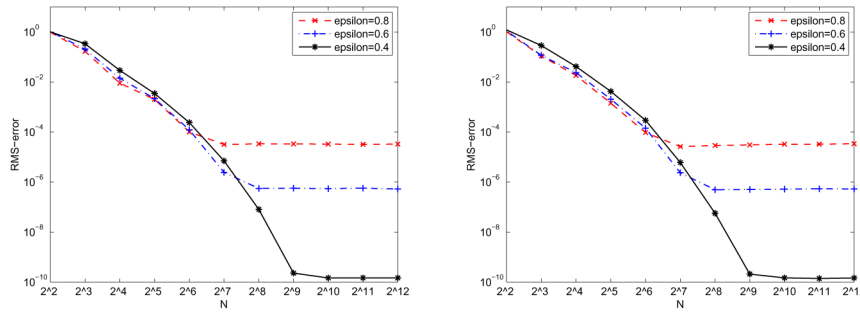 epsilon=0.8
epsilon=0.6
epsilon=0.4
RMS−error
10^0
10^−2
10^−4
10^−6
10^−8
10^−10
2^2 2^3 2^4 2^5 2^6 2^7 2^8 2^9 2^10 2^11 2^12
N
epsilon=0.8
epsilon=0.6
epsilon=0.4
RMS−error
10^0
10^−2
10^−4
10^−6
10^−8
10^−10
2^2 2^3 2^4 2^5 2^6 2^7 2^8 2^9 2^10 2^11 2^1
N